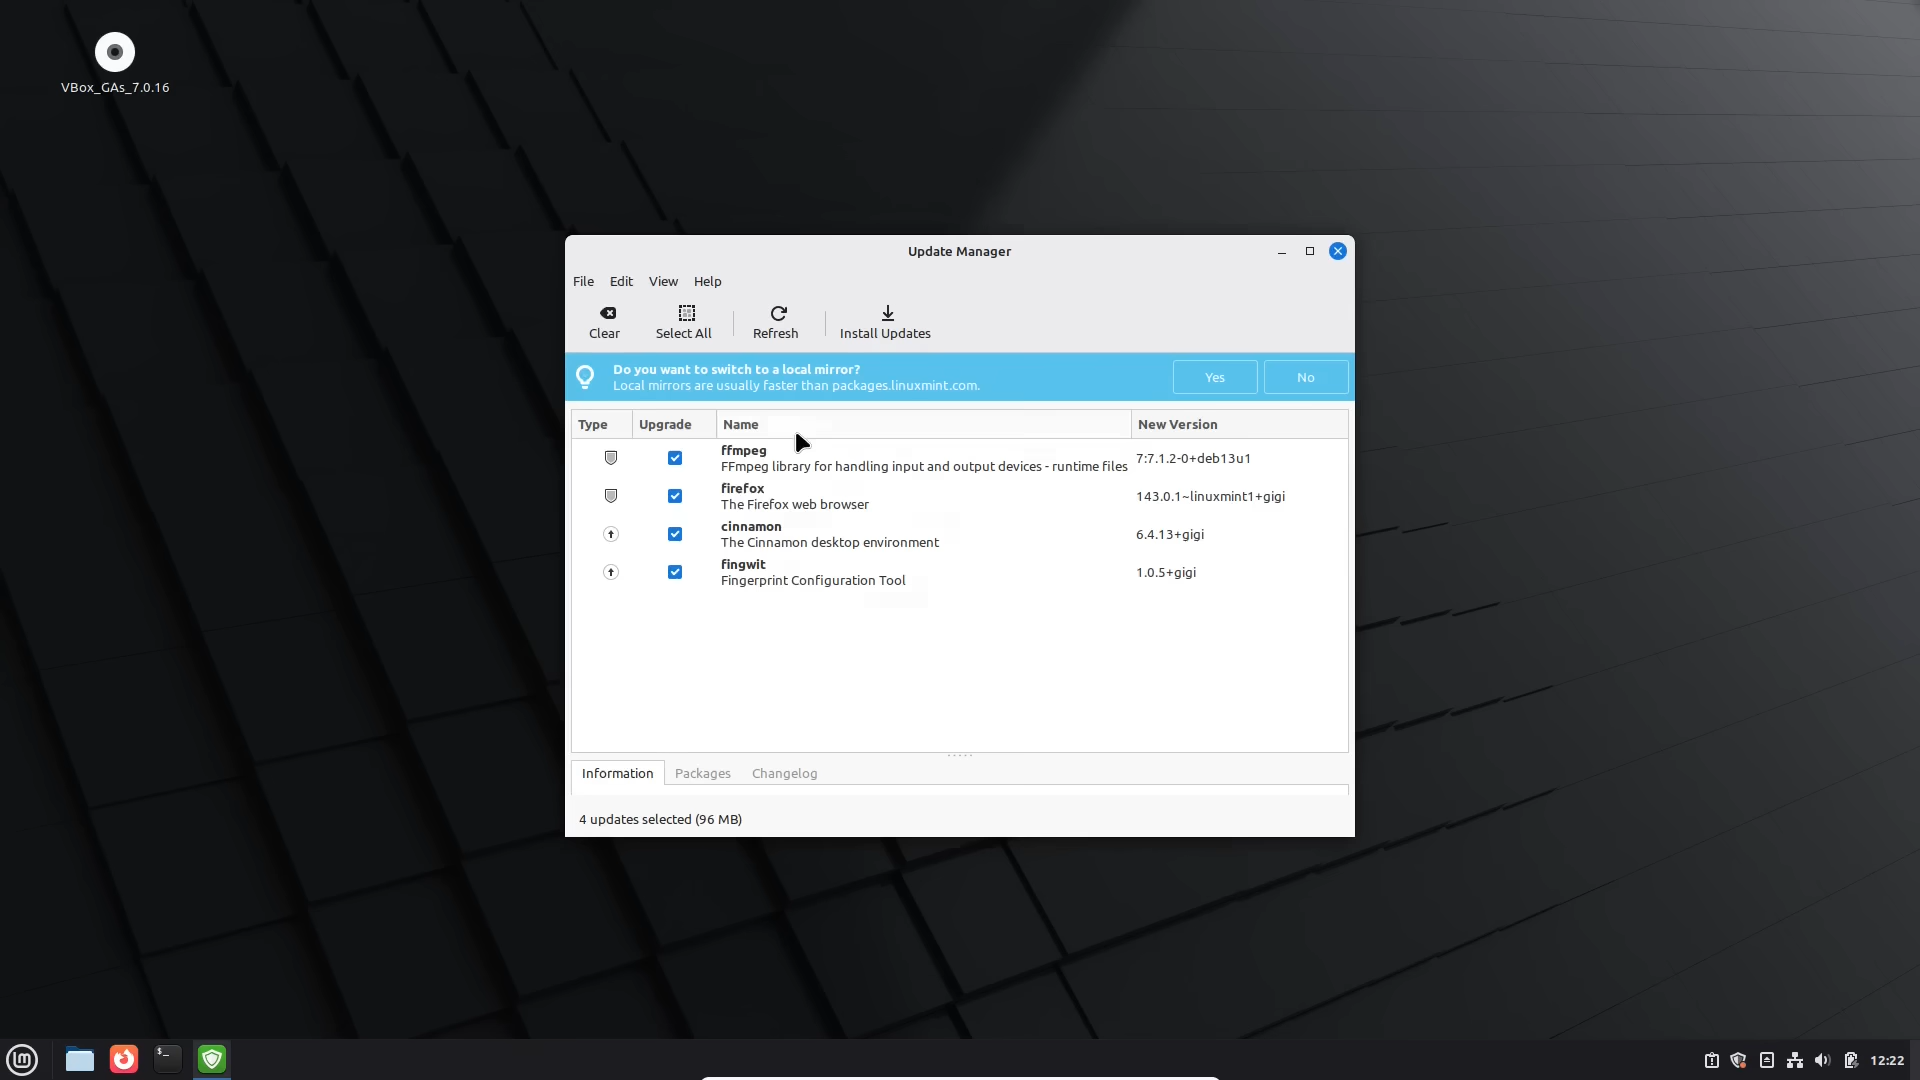 VBox_GAs_7.0.16
Update Manager
File Edit View Help
Clear Select All Refresh Install Updates
Do you want to switch to a local mirror?
Local mirrors are usually faster than packages.linuxmint.com.
Yes No
Type Upgrade Name New Version
ffmpeg
FFmpeg library for handling input and output devices - runtime files 7:7.1.2-0+deb13u1
firefox
The Firefox web browser 143.0.1~linuxmint1+gigi
cinnamon
The Cinnamon desktop environment 6.4.13+gigi
fingwit
Fingerprint Configuration Tool 1.0.5+gigi
Information Packages Changelog
4 updates selected (96 MB)
12:22